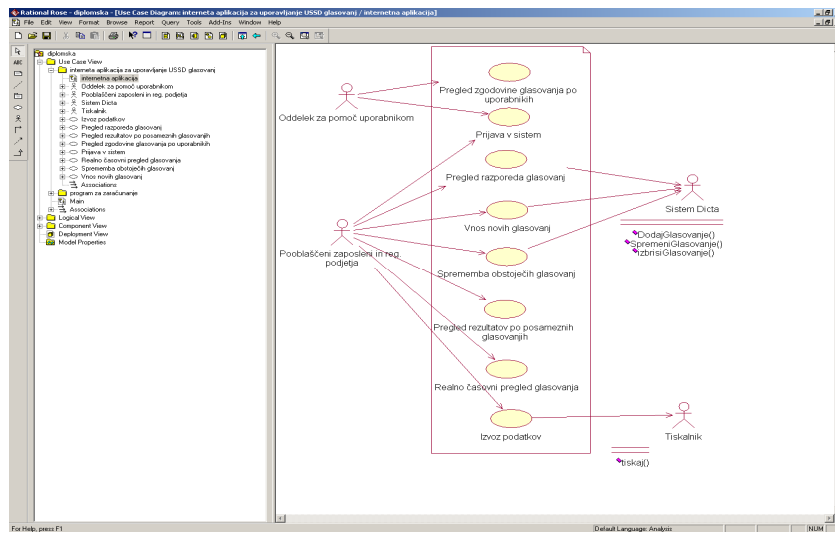 Rational Rose - diplomska - [Use Case Diagram: interneta aplikacija za uporavljanje USSD glasovanj / internetna aplikacija]
File Edit View Format Browse Report Query Tools Add-Ins Window Help
ABC
diplomska
Use Case View
interneta aplikacija za uporavljanje USSD glasovanj
internetna aplikacija
Oddelek za pomoč uporabnikom
Pooblaščeni zaposleni in reg. podjetja
Sistem Dicta
Tiskalnik
Izvoz podatkov
Pregled razporeda glasovanj
Pregled rezultatov po posameznih glasovanjih
Pregled zgodovine glasovanja po uporabnikih
Prijava v sistem
Realno časovni pregled glasovanja
Sprememba obstoječih glasovanj
Vnos novih glasovanj
Associations
program za zaračunanje
Main
Associations
Logical View
Component View
Deployment View
Model Properties
Oddelek za pomoč uporabnikom
Pregled zgodovine glasovanja po
uporabnikih
Prijava v sistem
Pregled razporeda glasovanj
Sistem Dicta
DodajGlasovanje()
SpremeniGlasovanje()
IzbrisiGlasovanje()
Vnos novih glasovanj
Pooblaščeni zaposleni in reg.
podjetja
Sprememba obstoječih glasovanj
Pregled rezultatov po posameznih
glasovanjih
Realno časovni pregled glasovanja
Izvoz podatkov
Tiskalnik
tiskaj()
For Help, press F1
Default Language: Analysis
NUM